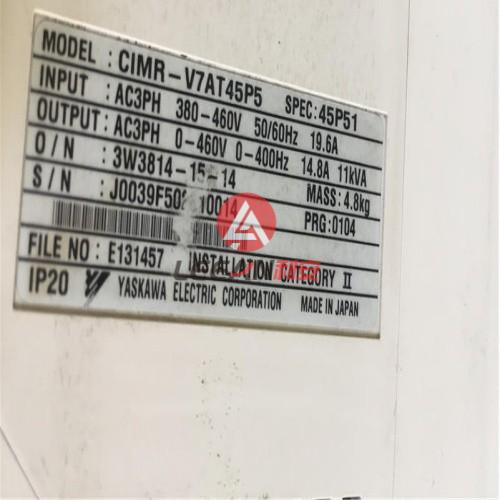 MODEL : CIMR-V7AT45P5 SPEC: 45P51
INPUT : AC3PH 380-460V 50/60Hz 19.6A
OUTPUT : AC3PH 0-460V 0-400Hz 14.8A 11kVA
O/N : 3W3814-15-14 MASS: 4.8kg
S/N : PRG: 0104
FILE NO : E131457 INSTALLATION CATEGORY II
IP20 YASKAWA ELECTRIC CORPORATION MADE IN JAPAN